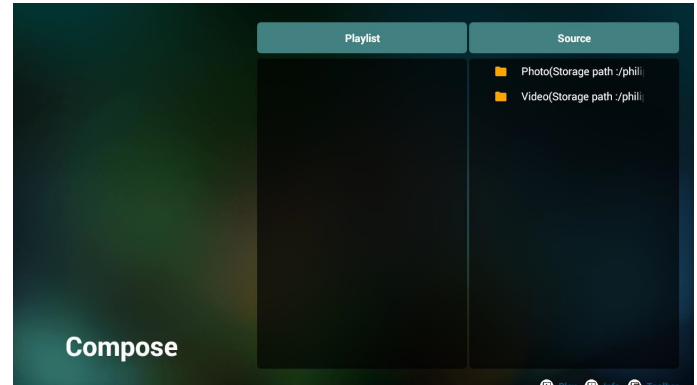 Playlist
Source
Photo(Storage path :/phili
Video(Storage path :/phili
Compose